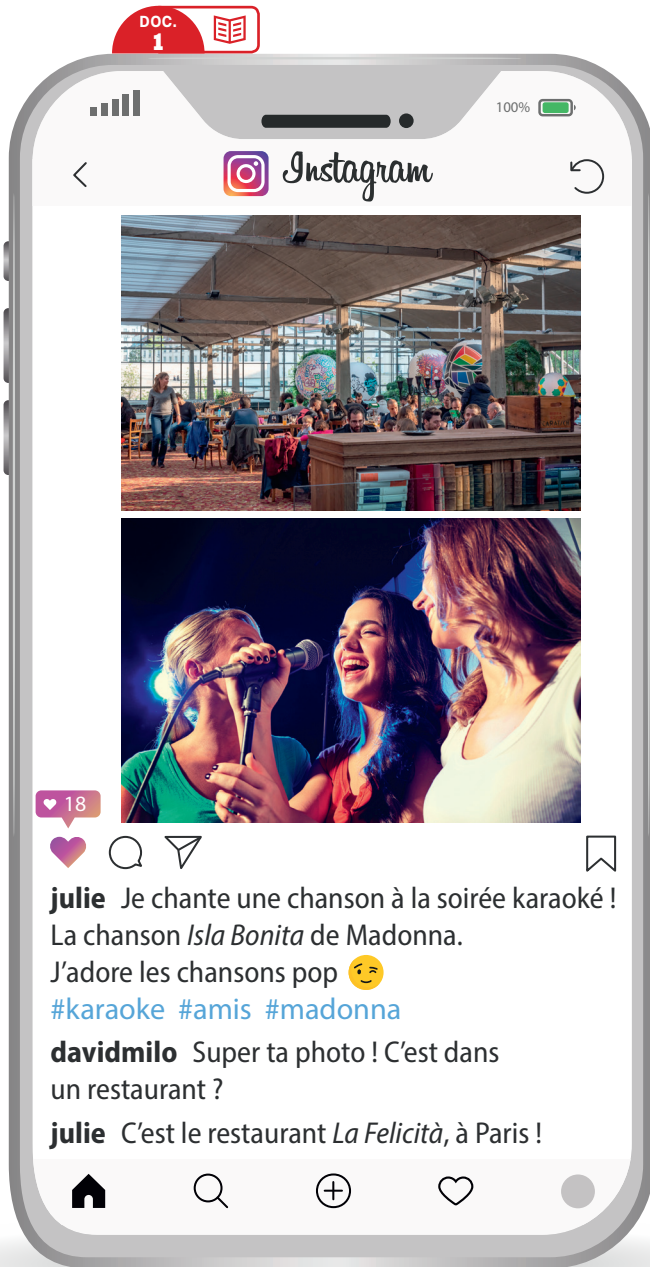 DOC.
1
100%
Instagram
18
julie Je chante une chanson à la soirée karaoké !
La chanson Isla Bonita de Madonna.
J'adore les chansons pop
#karaoke #amis #madonna
davidmilo Super ta photo ! C'est dans
un restaurant ?
julie C'est le restaurant La Felicità, à Paris !